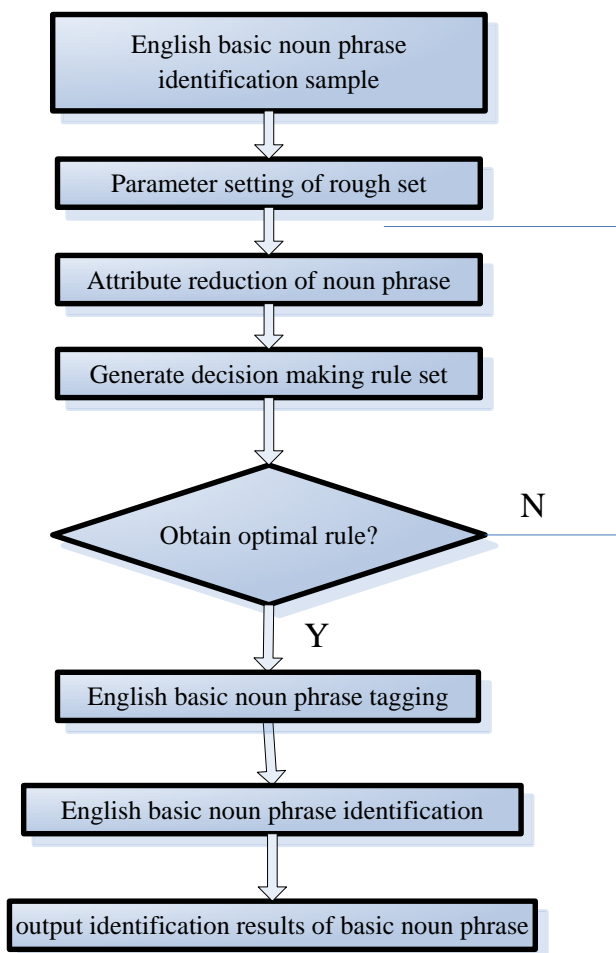 English basic noun phrase
identification sample
Parameter setting of rough set
Attribute reduction of noun phrase
Generate decision making rule set
Obtain optimal rule?
N
Y
English basic noun phrase tagging
English basic noun phrase identification
output identification results of basic noun phrase